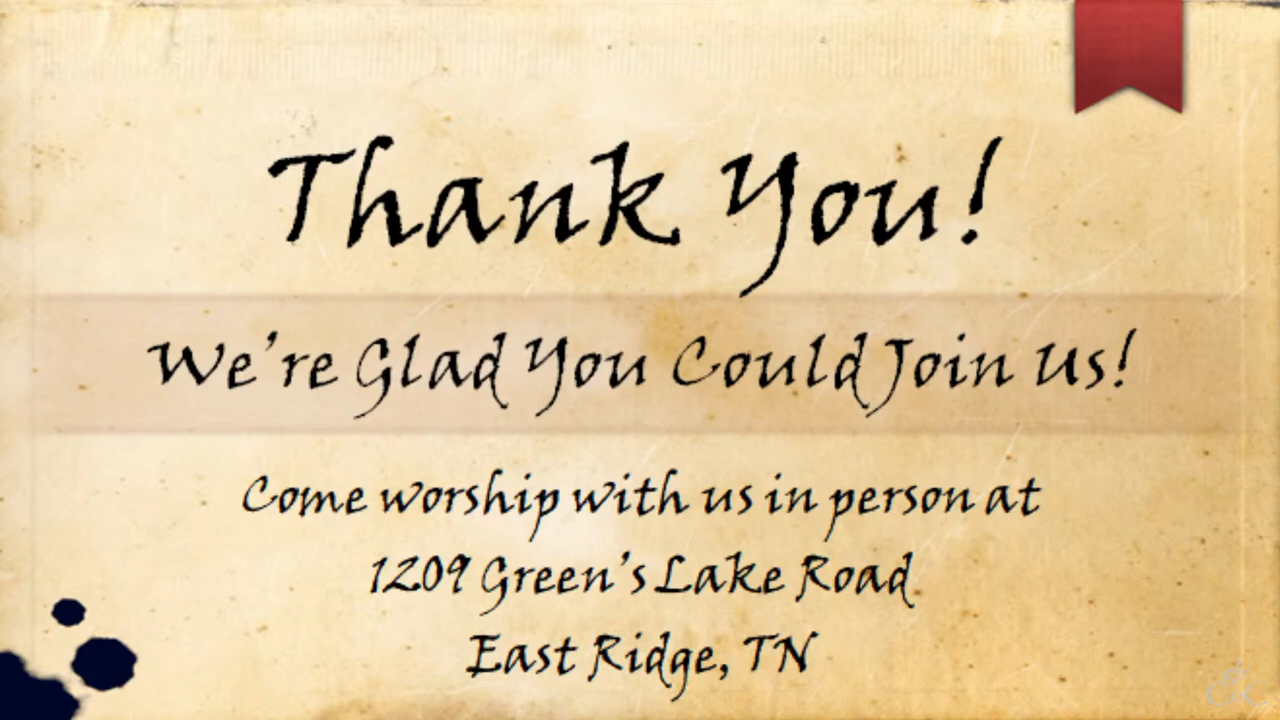 Thank You!
We're Glad You Could Join Us!
Come worship with us in person at
1209 Green's Lake Road
East Ridge, TN